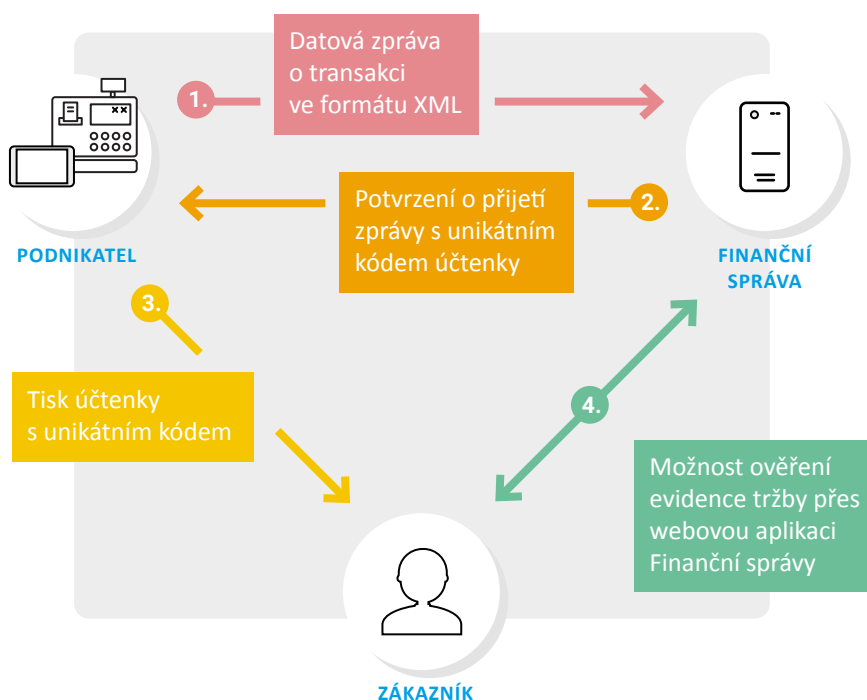 Datová zpráva
o transakci
ve formátu XML
1.
Potvrzení o přijetí
zprávy s unikátním
kódem účtenky
2.
PODNIKATEL
FINANČNÍ
SPRÁVA
3.
Tisk účtenky
s unikátním kódem
4.
Možnost ověření
evidence tržby přes
webovou aplikaci
Finanční správy
ZÁKAZNÍK